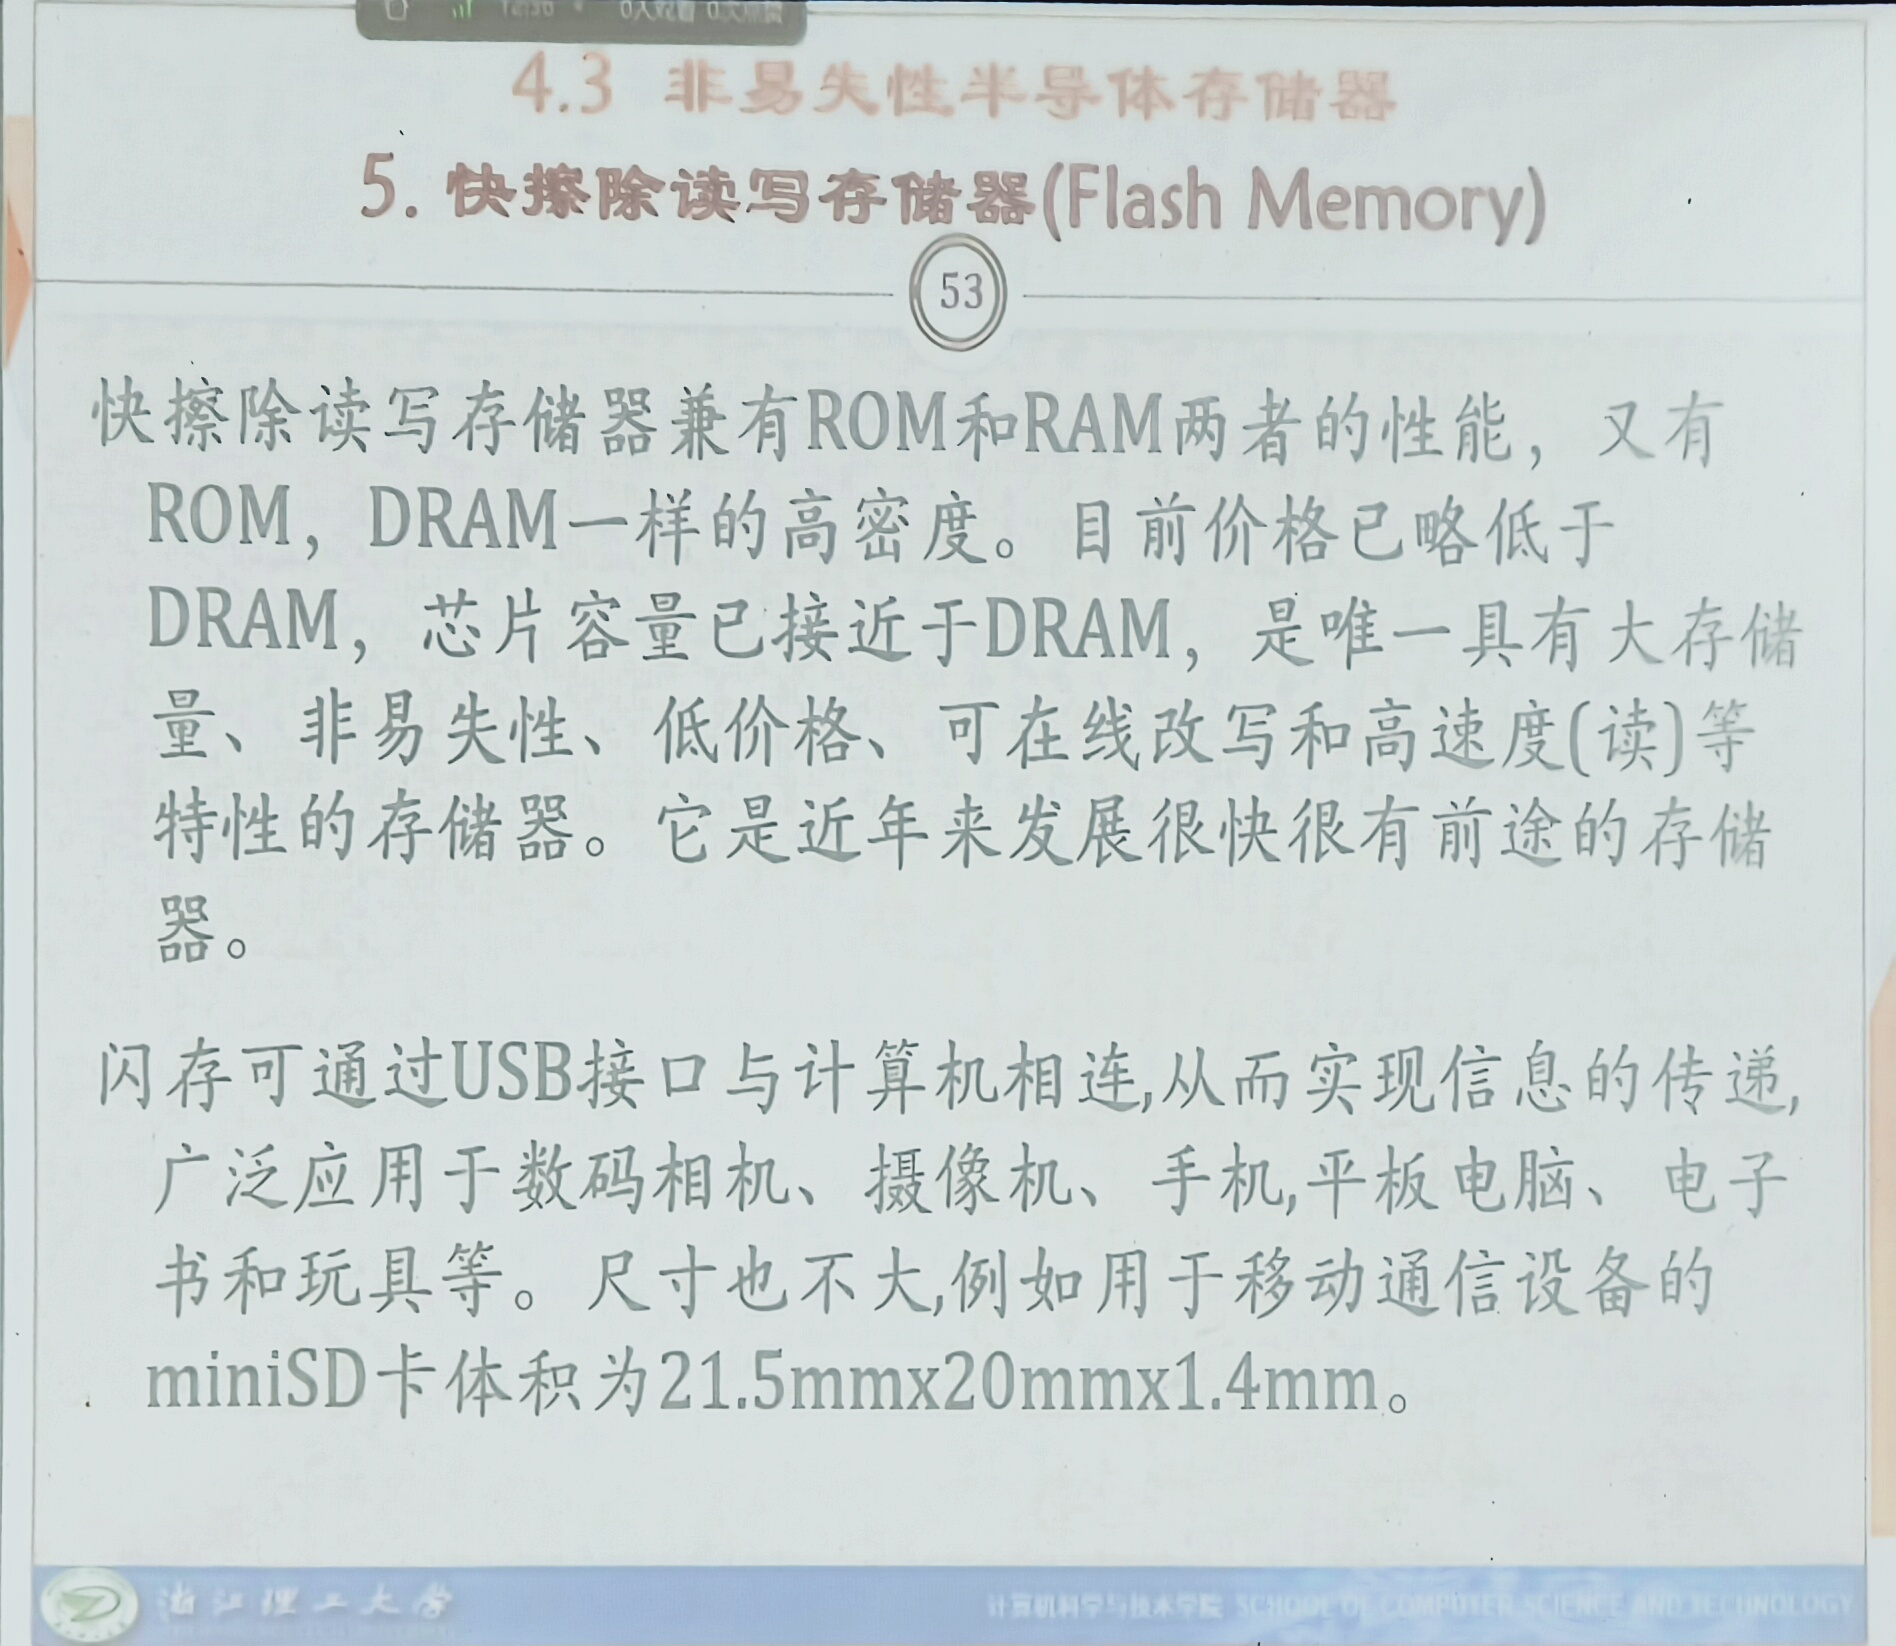 4.3 非易失性半导体存储器
5. 快擦除读写存储器(Flash Memory)
53
快擦除读写存储器兼有ROM和RAM两者的性能，又有
ROM，DRAM一样的高密度。目前价格已略低于
DRAM，芯片容量已接近于DRAM，是唯一具有大存储
量、非易失性、低价格、可在线改写和高速度(读)等
特性的存储器。它是近年来发展很快很有前途的存储
器。
闪存可通过USB接口与计算机相连,从而实现信息的传递,
广泛应用于数码相机、摄像机、手机,平板电脑、电子
书和玩具等。尺寸也不大,例如用于移动通信设备的
miniSD卡体积为21.5mmx20mmx1.4mm。
浙江理工大学
计算机科学与技术学院 SCHOOL OF COMPUTER SCIENCE AND TECHNOLOGY